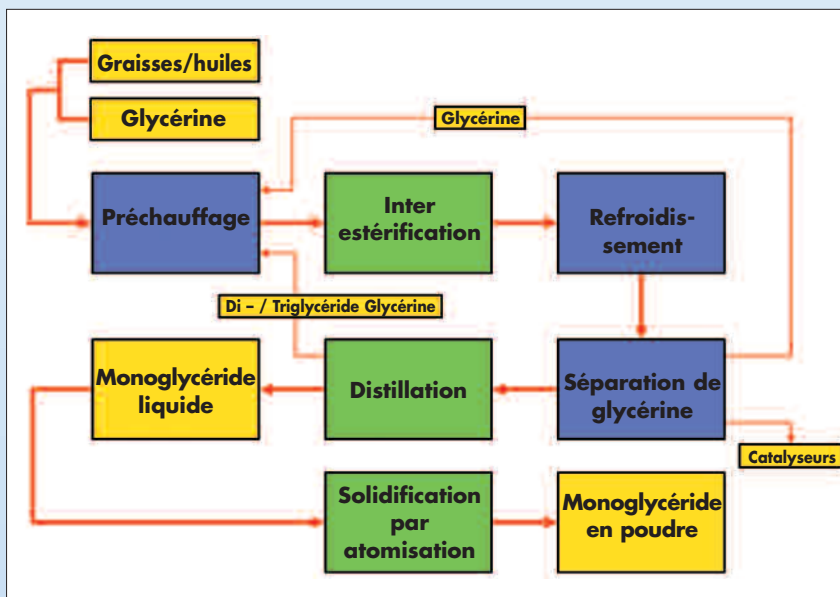 Graisses/huiles
Glycérine
Glycérine
Préchauffage
Inter
estérification
Refroidis-
sement
Di – / Triglycéride Glycérine
Monoglycéride
liquide
Distillation
Séparation de
glycérine
Catalyseurs
Solidification
par
atomisation
Monoglycéride
en poudre